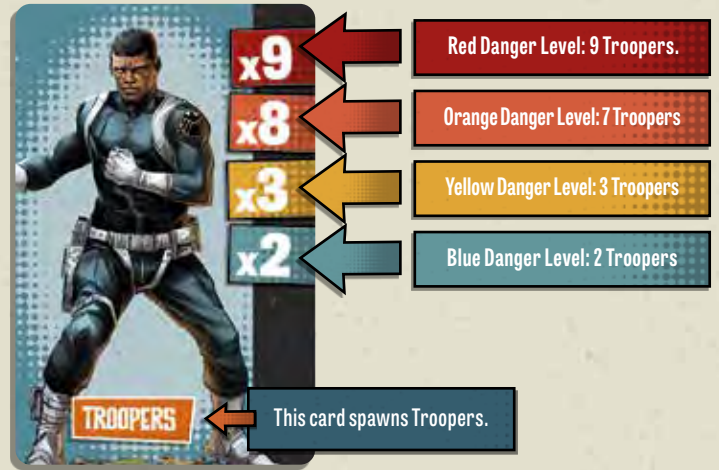 x9
Red Danger Level: 9 Troopers.
x8
Orange Danger Level: 7 Troopers
x3
Yellow Danger Level: 3 Troopers
x2
Blue Danger Level: 2 Troopers
TROOPERS
This card spawns Troopers.